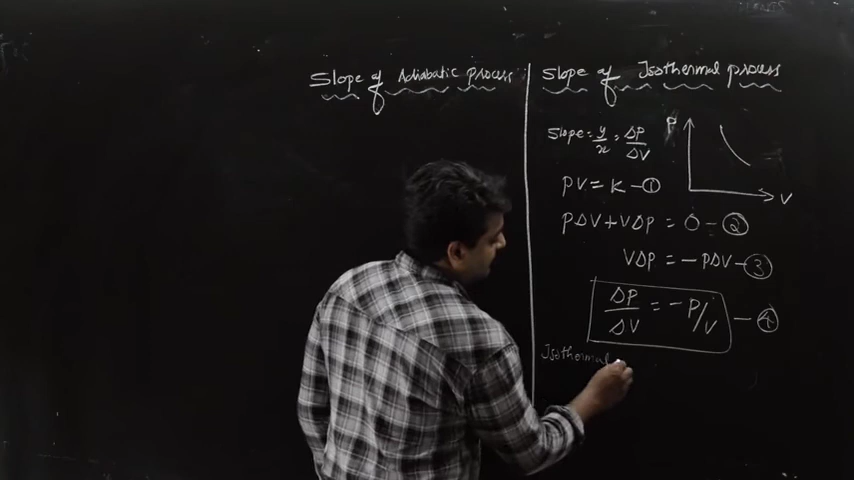 Slope of Adiabatic process
Slope of Isothermal process
Slope = y/x = ΔP/ΔV
P
V
PV = K - ①
PΔV + VΔP = 0 - ②
VΔP = - PΔV - ③
ΔP/ΔV = - P/V - ④
Isothermal